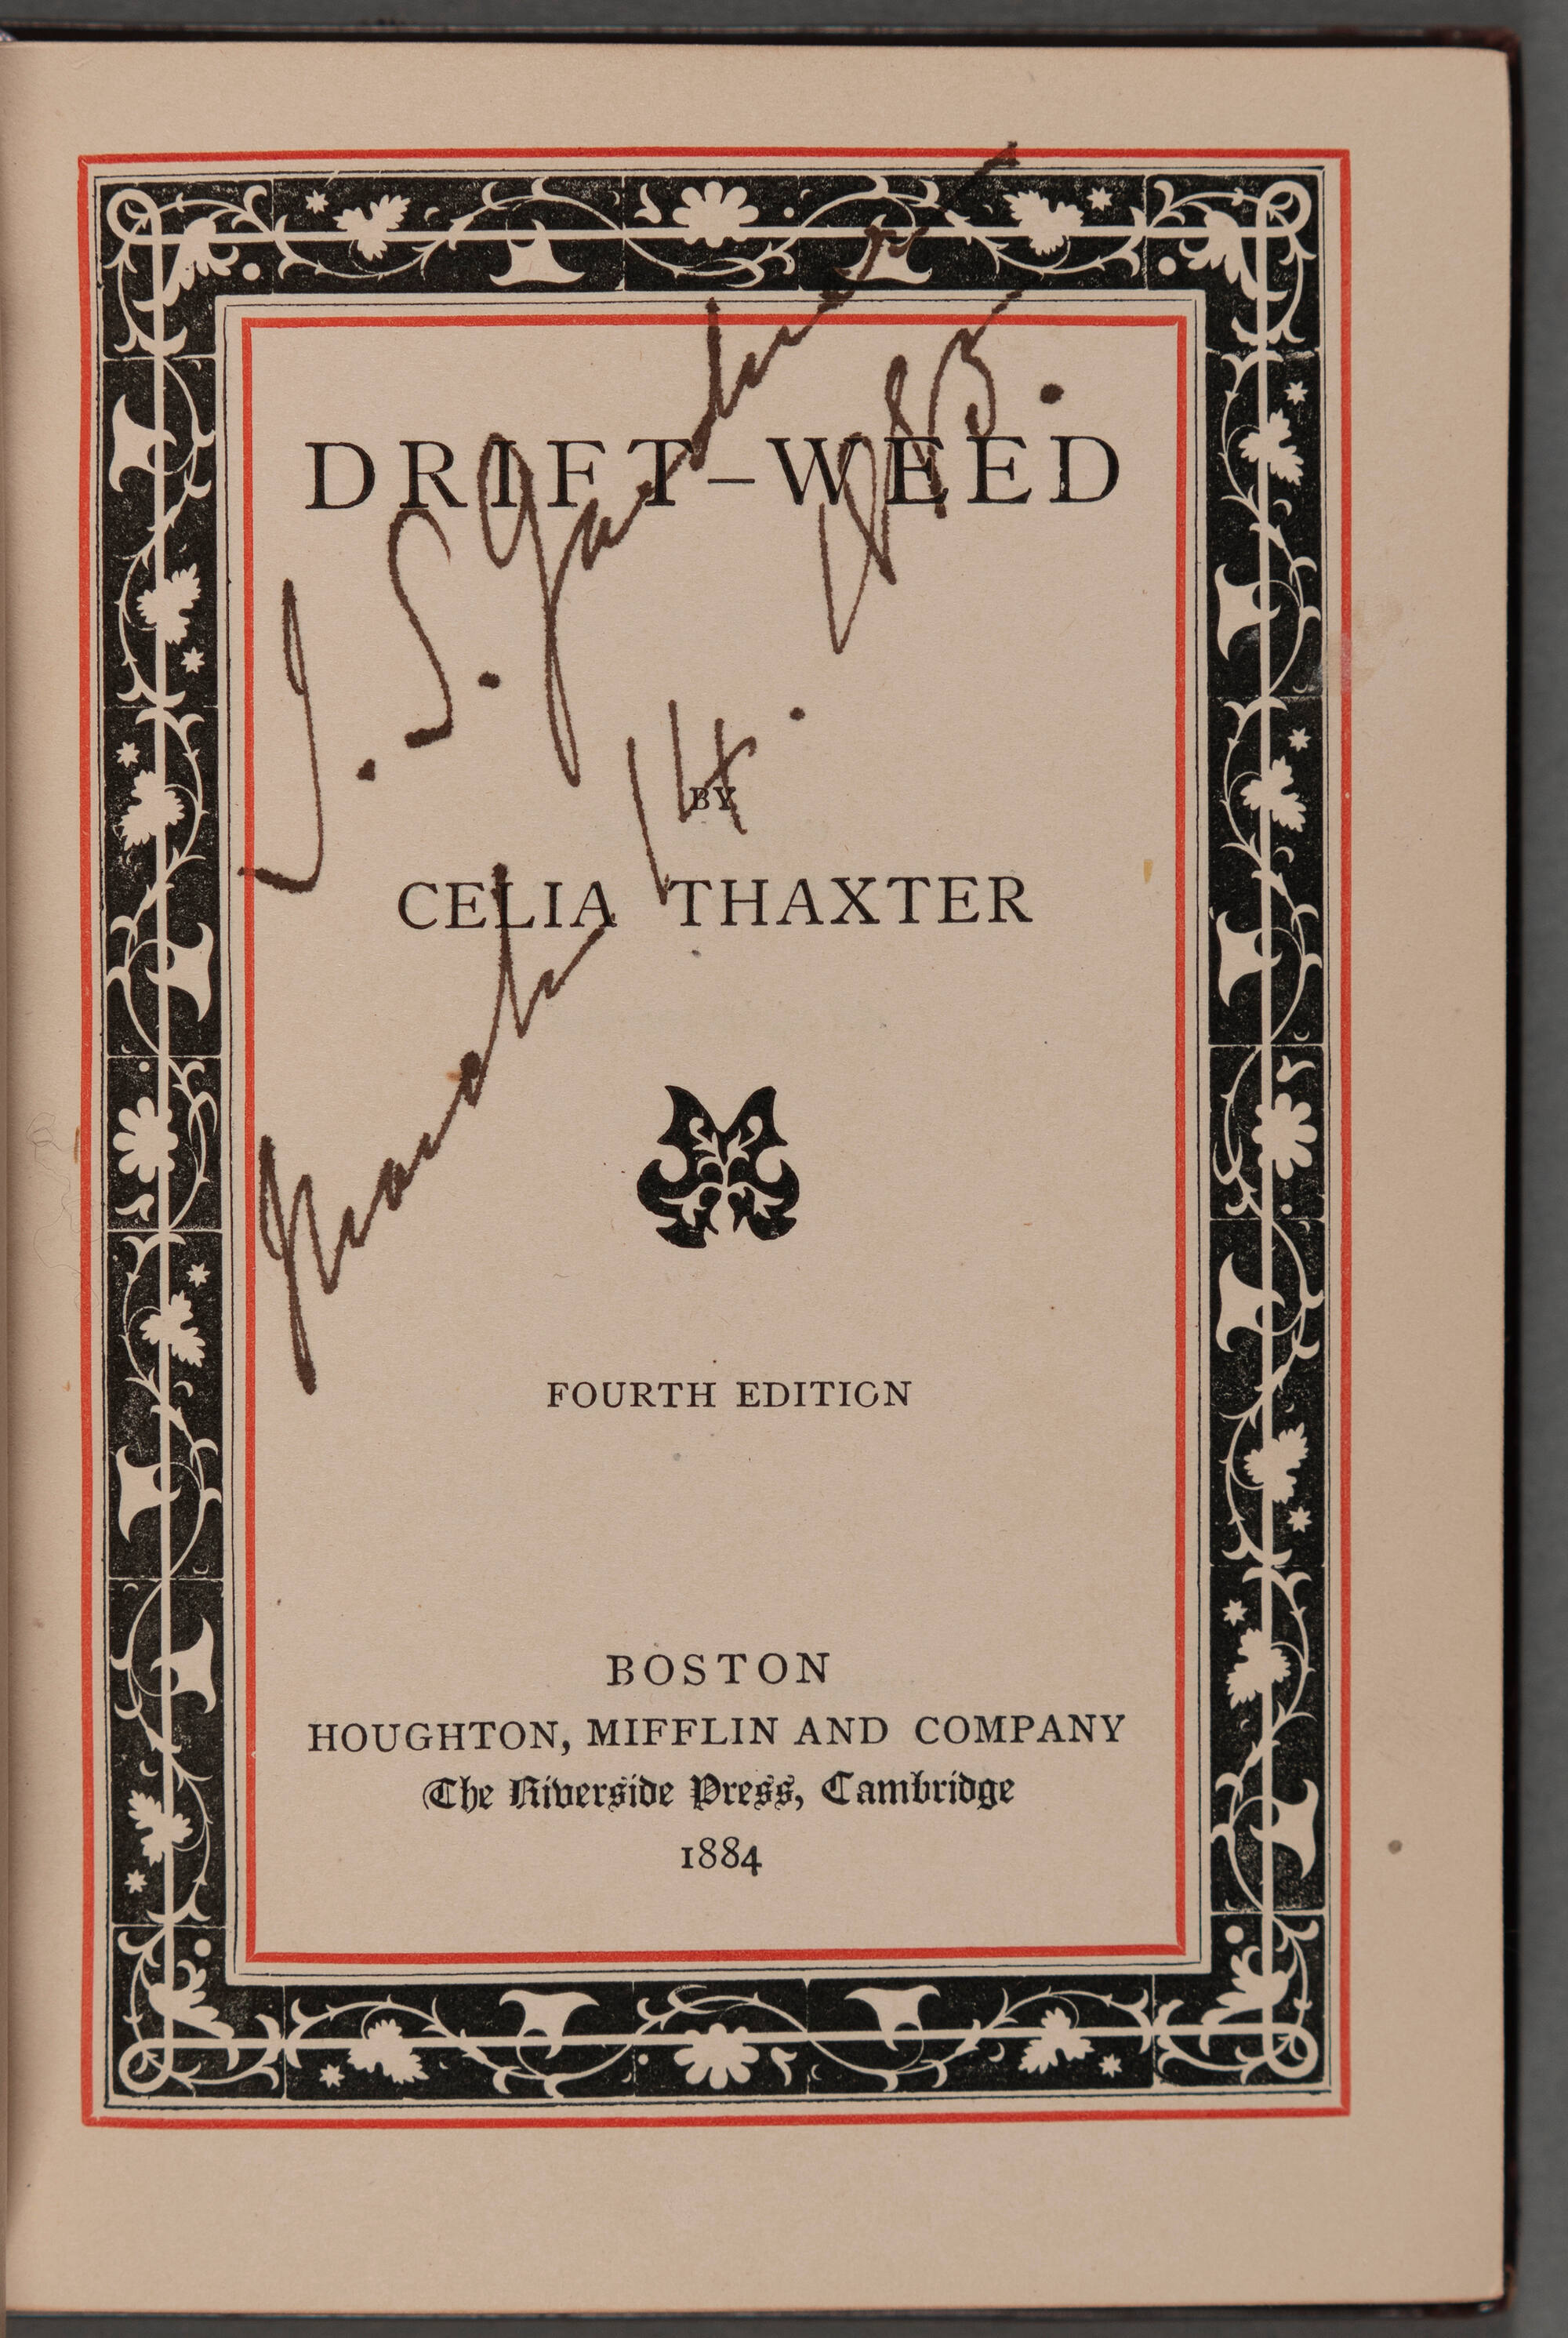 DRIFT-WEED
BY
CELIA THAXTER
FOURTH EDITION
BOSTON
HOUGHTON, MIFFLIN AND COMPANY
The Riverside Press, Cambridge
1884
I. S. Gardner
March 14. 1885.